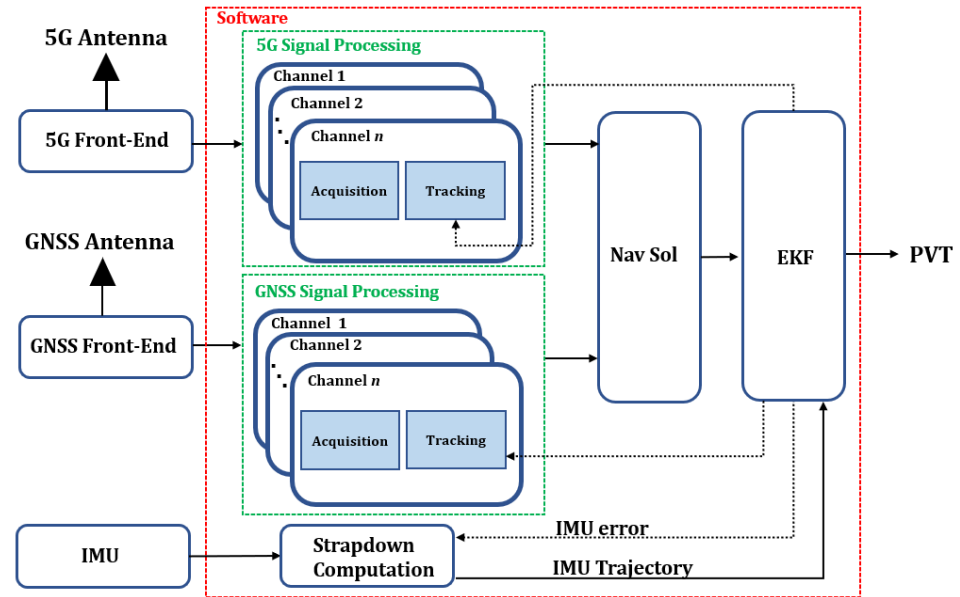 Software
5G Antenna
5G Signal Processing
Channel 1
Channel 2
Channel n
5G Front-End
Acquisition
Tracking
GNSS Antenna
Nav Sol
EKF
PVT
GNSS Signal Processing
Channel 1
Channel 2
Channel n
GNSS Front-End
Acquisition
Tracking
IMU error
IMU
Strapdown
Computation
IMU Trajectory